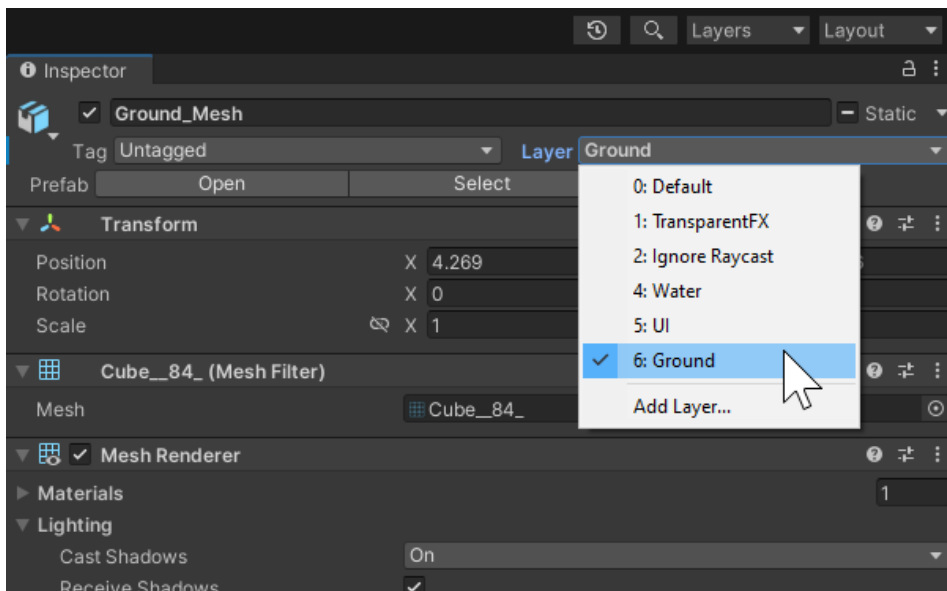 Layers Layout
Inspector
Ground_Mesh Static
Tag Untagged Layer Ground
Prefab Open Select
0: Default
1: TransparentFX
2: Ignore Raycast
4: Water
5: UI
6: Ground
Add Layer...
Transform
Position X 4.269
Rotation X 0
Scale X 1
Cube__84_ (Mesh Filter)
Mesh Cube__84_
Mesh Renderer
Materials 1
Lighting
Cast Shadows On
Receive Shadows